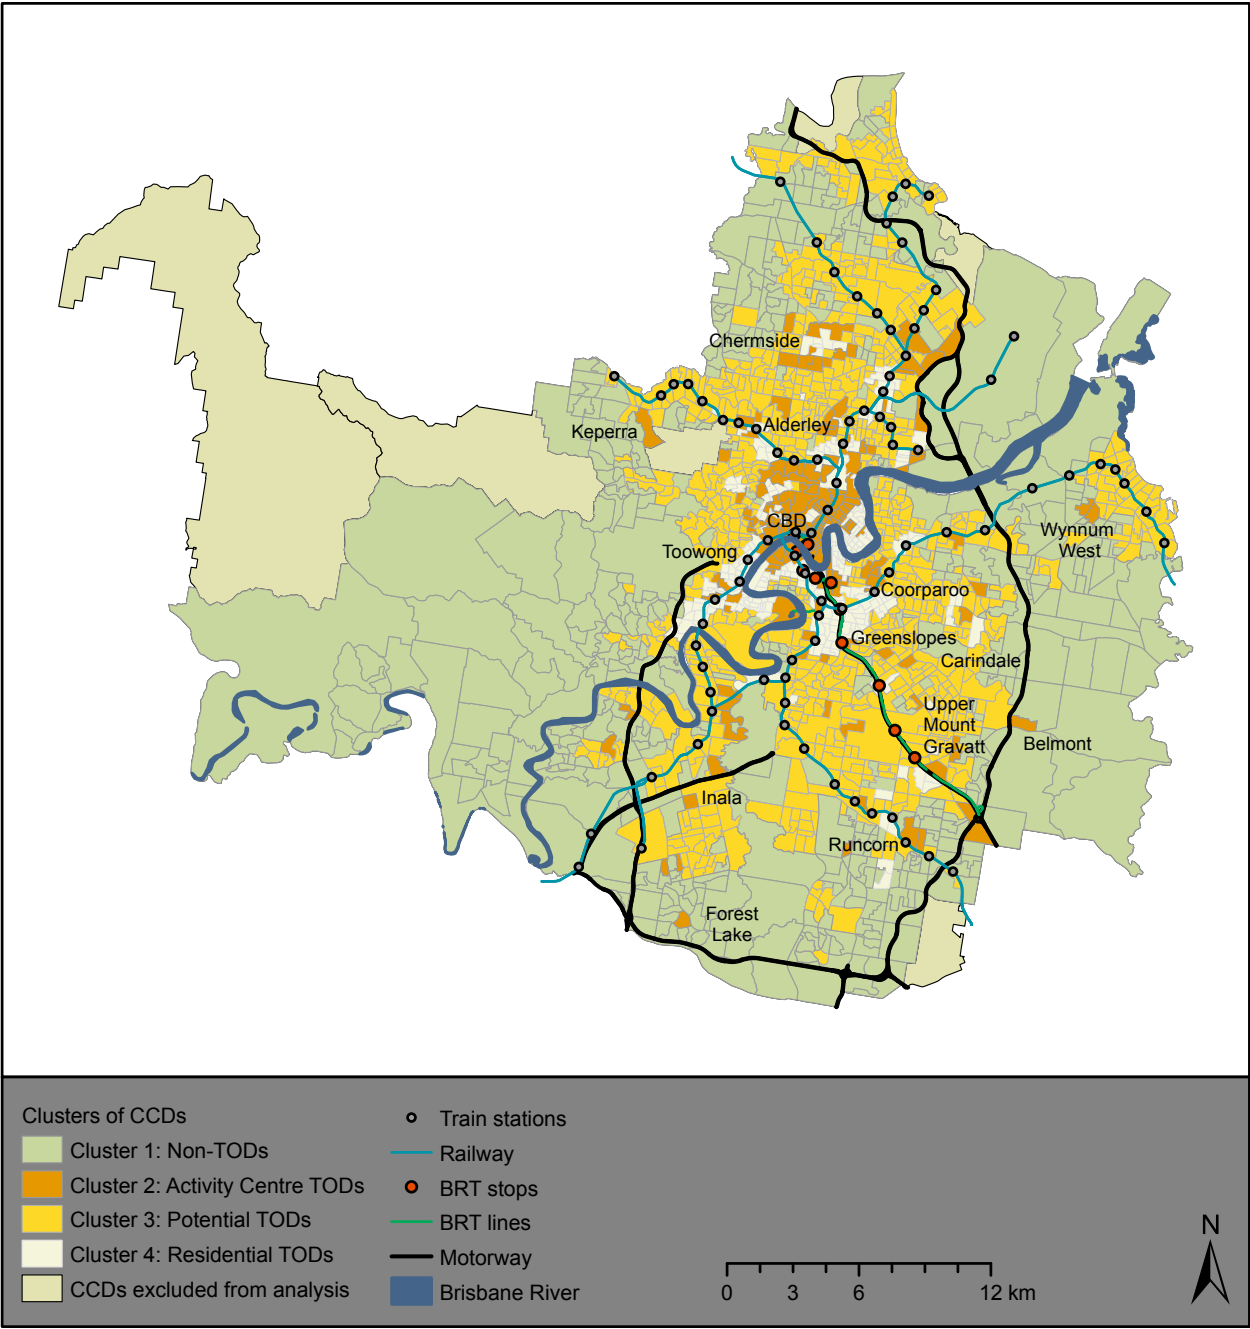 Chermside
Keperra
Alderley
CBD
Toowong
Wynnum
West
Coorparoo
Greenslopes
Carindale
Upper
Mount
Gravatt
Belmont
Inala
Runcorn
Forest
Lake
Clusters of CCDs
Cluster 1: Non-TODs
Cluster 2: Activity Centre TODs
Cluster 3: Potential TODs
Cluster 4: Residential TODs
CCDs excluded from analysis
Train stations
Railway
BRT stops
BRT lines
Motorway
Brisbane River
0 3 6 12 km
N